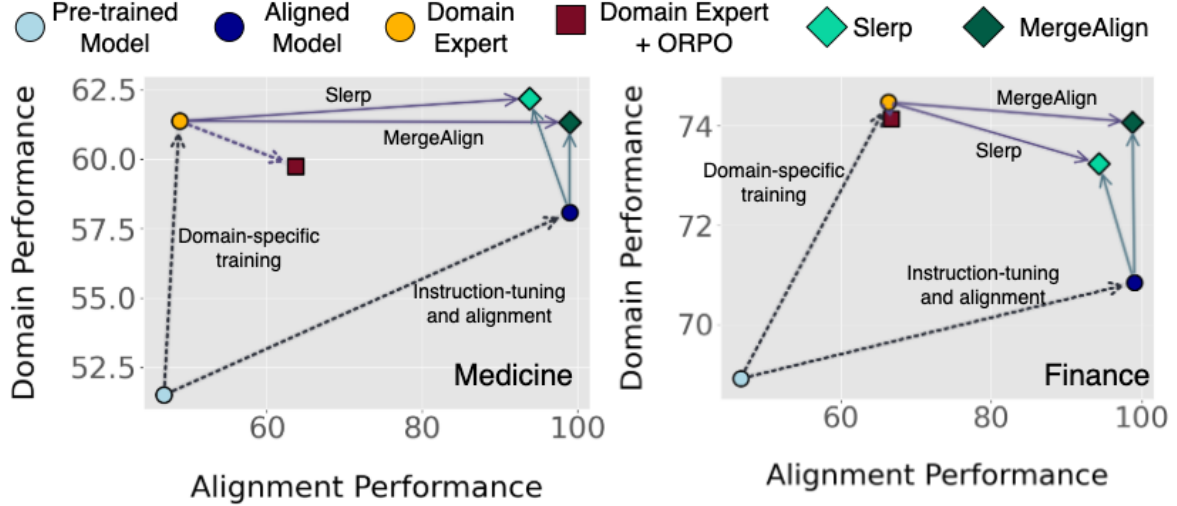 Pre-trained
Model
Aligned
Model
Domain
Expert
Domain Expert
+ ORPO
Slerp
MergeAlign
Domain Performance
62.5
60.0
57.5
55.0
52.5
Slerp
MergeAlign
Domain-specific
training
Instruction-tuning
and alignment
Medicine
60
80
100
Alignment Performance
Domain Performance
74
72
70
MergeAlign
Slerp
Domain-specific
training
Instruction-tuning
and alignment
Finance
60
80
100
Alignment Performance